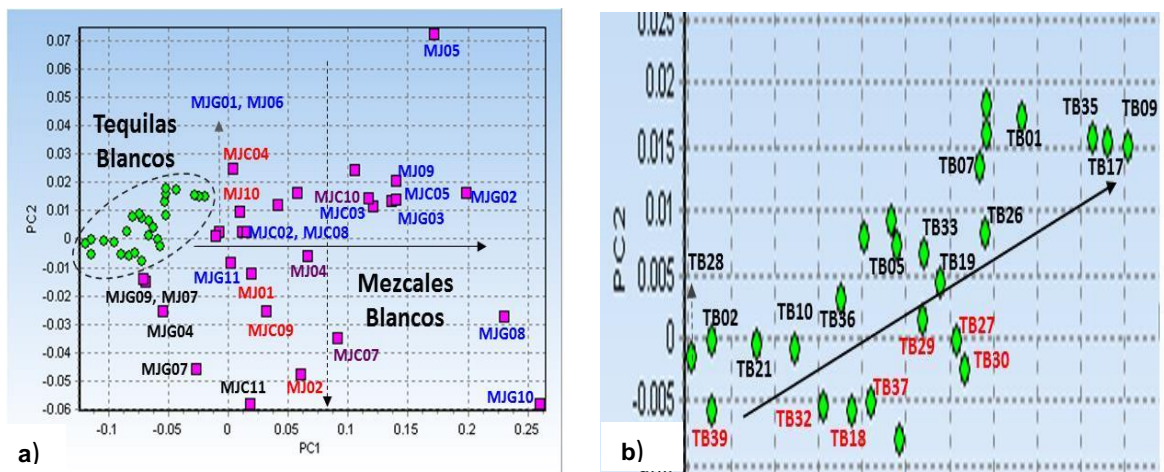 0.07
0.06
0.05
0.04
0.03
0.02
0.01
0
-0.01
-0.02
-0.03
-0.04
-0.05
-0.06
PC2
MJ05
MJG01, MJ06
Tequilas
Blancos
MJC04
MJ09
MJ10
MJC10
MJC05
MJG02
MJC03
MJG03
MJC02, MJC08
MJG11
MJ04
MJ01
Mezcales
Blancos
MJG09, MJ07
MJG04
MJC09
MJG08
MJC07
MJG07
MJ02
MJC11
MJG10
-0.1
-0.05
0
0.05
0.1
0.15
0.2
0.25
PC1
a)
0.025
0.02
0.015
0.01
0.005
0
-0.005
PC2
TB35
TB09
TB01
TB07
TB17
TB33
TB26
TB05
TB19
TB28
TB02
TB10
TB36
TB27
TB29
TB21
TB30
TB37
TB39
TB32
TB18
b)